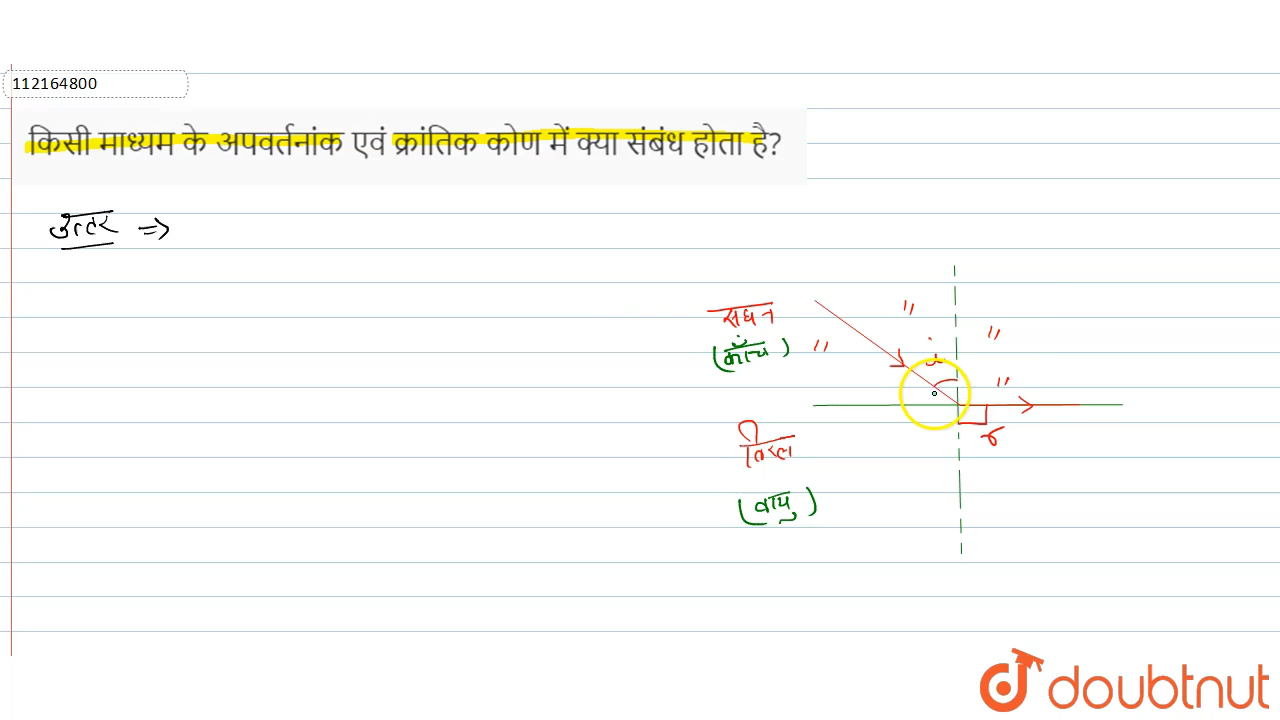 112164800
किसी माध्यम के अपवर्तनांक एवं क्रांतिक कोण में क्या संबंध होता है?
उत्तर ⇒
सघन
(काँच)
i
r
विरल
(वायु)
doubtnut